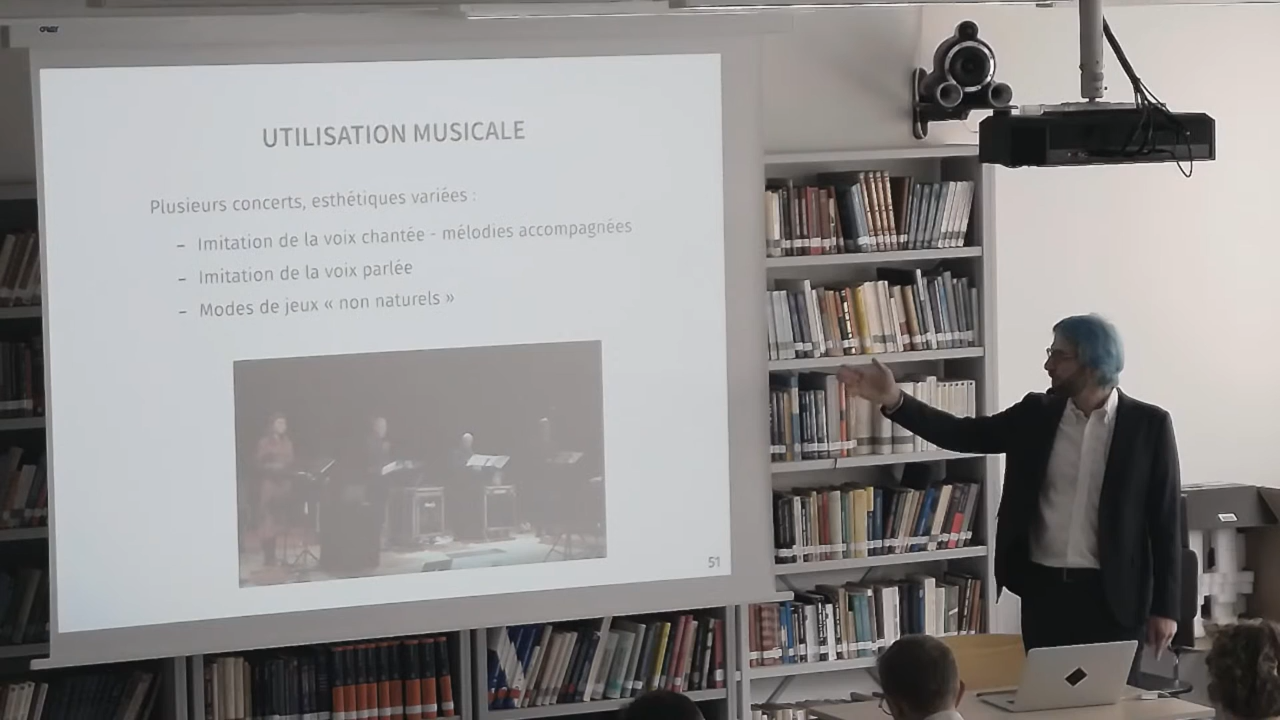 UTILISATION MUSICALE
Plusieurs concerts, esthétiques variées :
– Imitation de la voix chantée - mélodies accompagnées
– Imitation de la voix parlée
– Modes de jeux « non naturels »
51